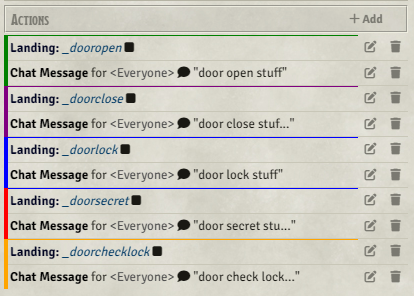 Actions + Add
Landing: _dooropen
Chat Message for <Everyone> "door open stuff"
Landing: _doorclose
Chat Message for <Everyone> "door close stuf..."
Landing: _doorlock
Chat Message for <Everyone> "door lock stuff"
Landing: _doorsecret
Chat Message for <Everyone> "door secret stu..."
Landing: _doorchecklock
Chat Message for <Everyone> "door check lock..."